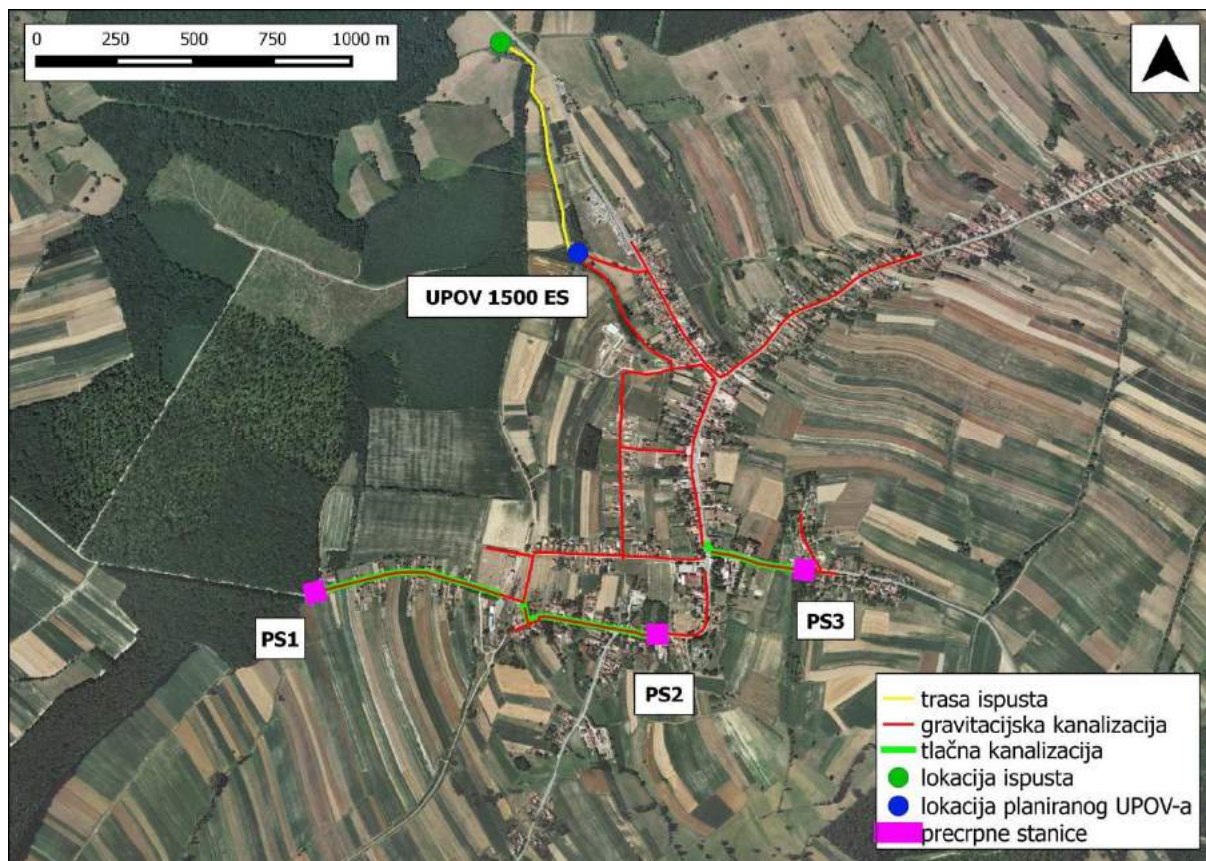 0 250 500 750 1000 m
UPOV 1500 ES
PS1
PS2
PS3
trasa ispusta
gravitacijska kanalizacija
tlačna kanalizacija
lokacija ispusta
lokacija planiranog UPOV-a
precrpne stanice